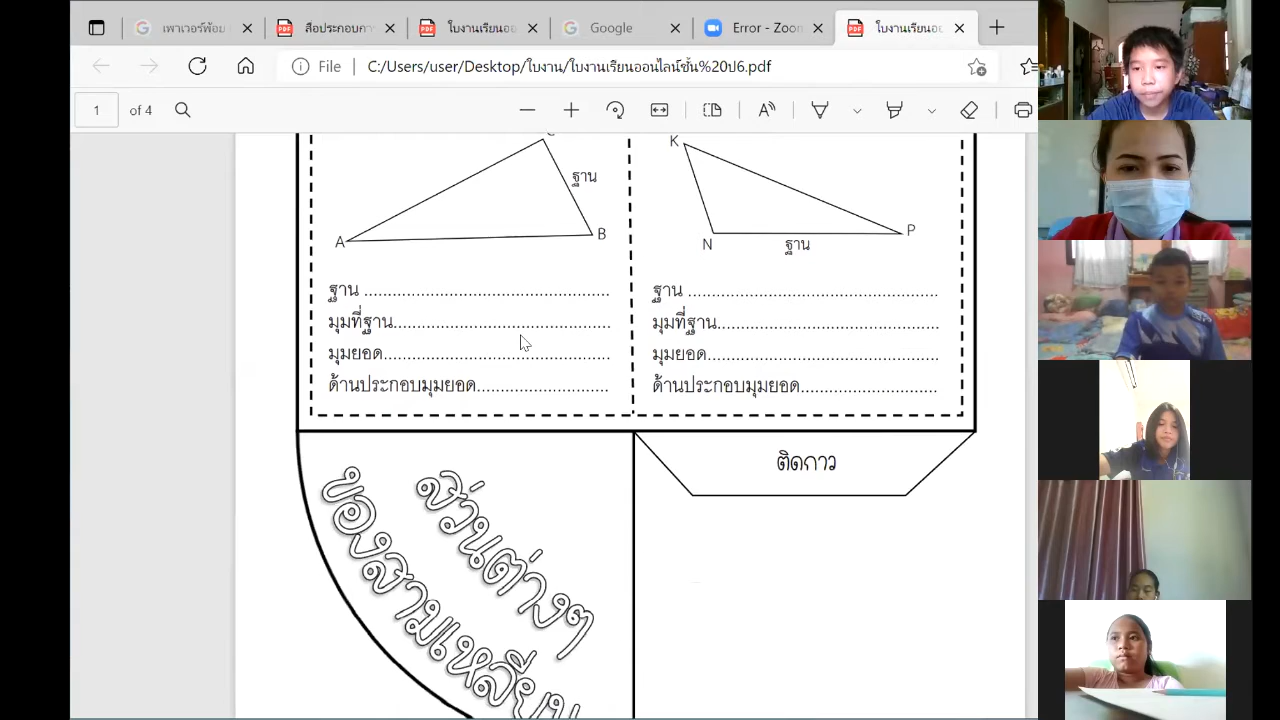 เพาเวอร์พ้อย
สื่อประกอบกา
ใบงานเรียนออ
Google
Error - Zoo
ใบงานเรียนออ
File
C:/Users/user/Desktop/ใบงาน/ใบงานเรียนออนไลน์ชั้น%20ป6.pdf
1 of 4
K
ฐาน
A B
N P
ฐาน
ฐาน ........................................ ฐาน ........................................
มุมที่ฐาน................................... มุมที่ฐาน...................................
มุมยอด..................................... มุมยอด.....................................
ด้านประกอบมุมยอด..................... ด้านประกอบมุมยอด.....................
ติดกาว
ส่วนต่างๆ
ของสามเหลี่ยม